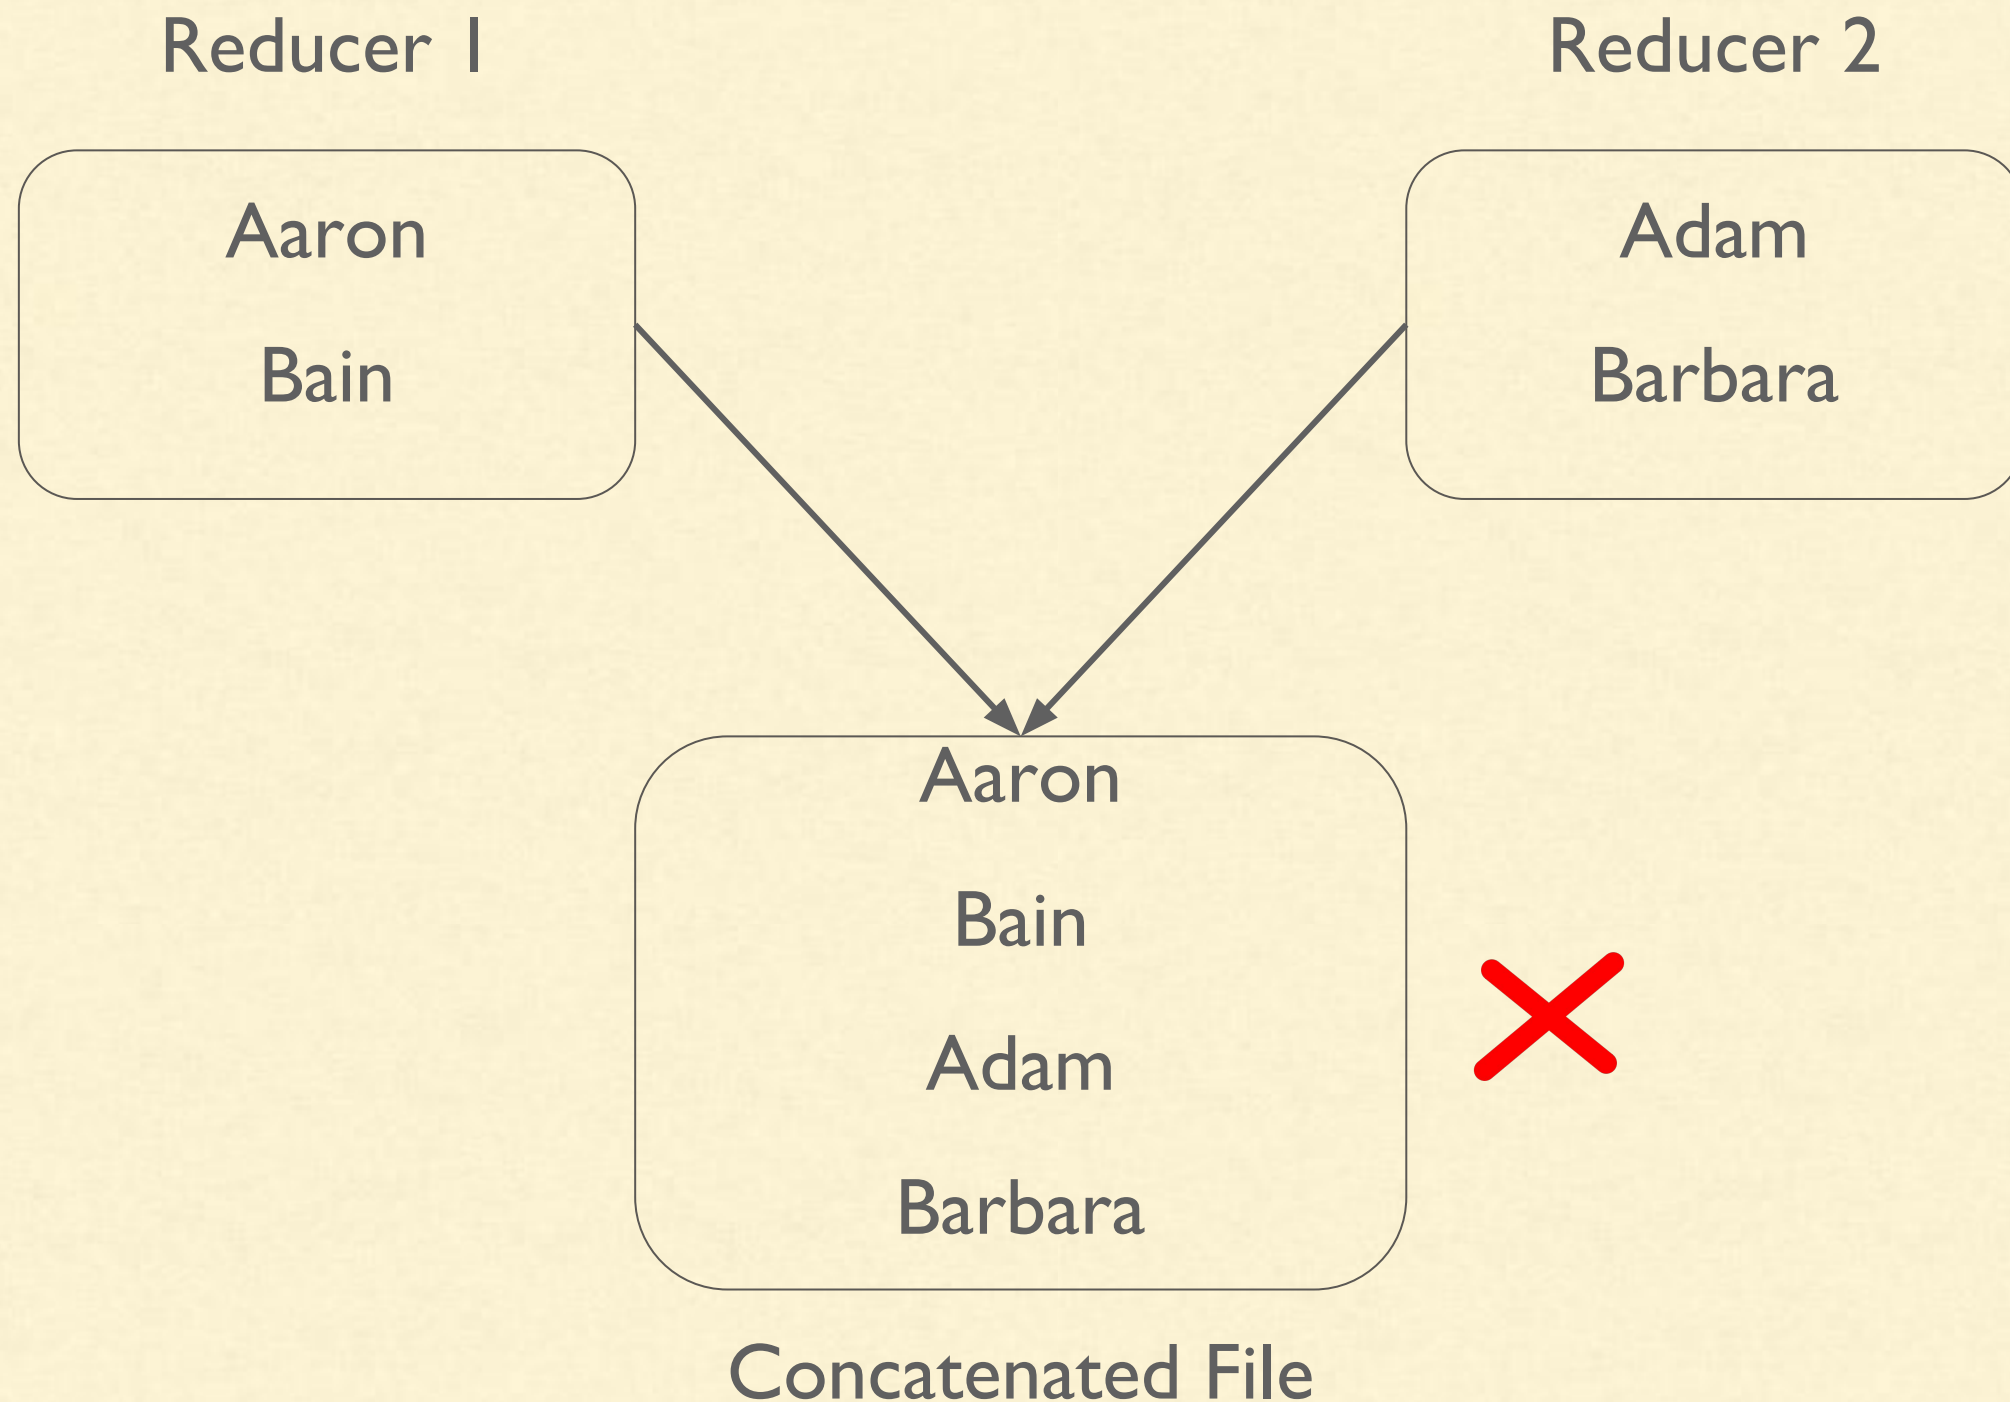 Reducer 1
Reducer 2
Aaron
Bain
Adam
Barbara
Aaron
Bain
Adam
Barbara
Concatenated File